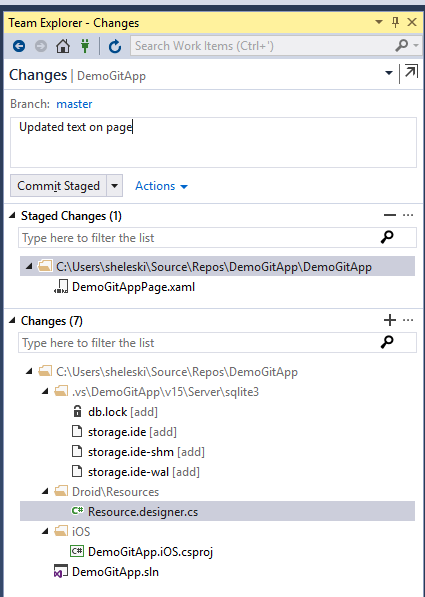 Team Explorer - Changes
Search Work Items (Ctrl+')
Changes | DemoGitApp
Branch: master
Updated text on page
Commit Staged
Actions
Staged Changes (1)
Type here to filter the list
C:\Users\sheleski\Source\Repos\DemoGitApp\DemoGitApp
DemoGitAppPage.xaml
Changes (7)
Type here to filter the list
C:\Users\sheleski\Source\Repos\DemoGitApp
.vs\DemoGitApp\v15\Server\sqlite3
db.lock [add]
storage.ide [add]
storage.ide-shm [add]
storage.ide-wal [add]
Droid\Resources
C# Resource.designer.cs
iOS
C# DemoGitApp.iOS.csproj
DemoGitApp.sln